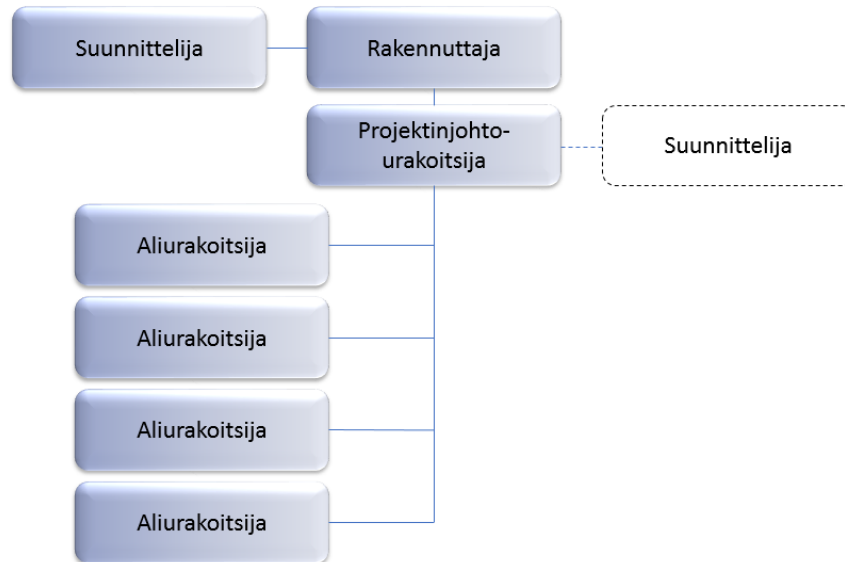 Suunnittelija
Rakennuttaja
Projektinjohto-
urakoitsija
Suunnittelija
Aliurakoitsija
Aliurakoitsija
Aliurakoitsija
Aliurakoitsija